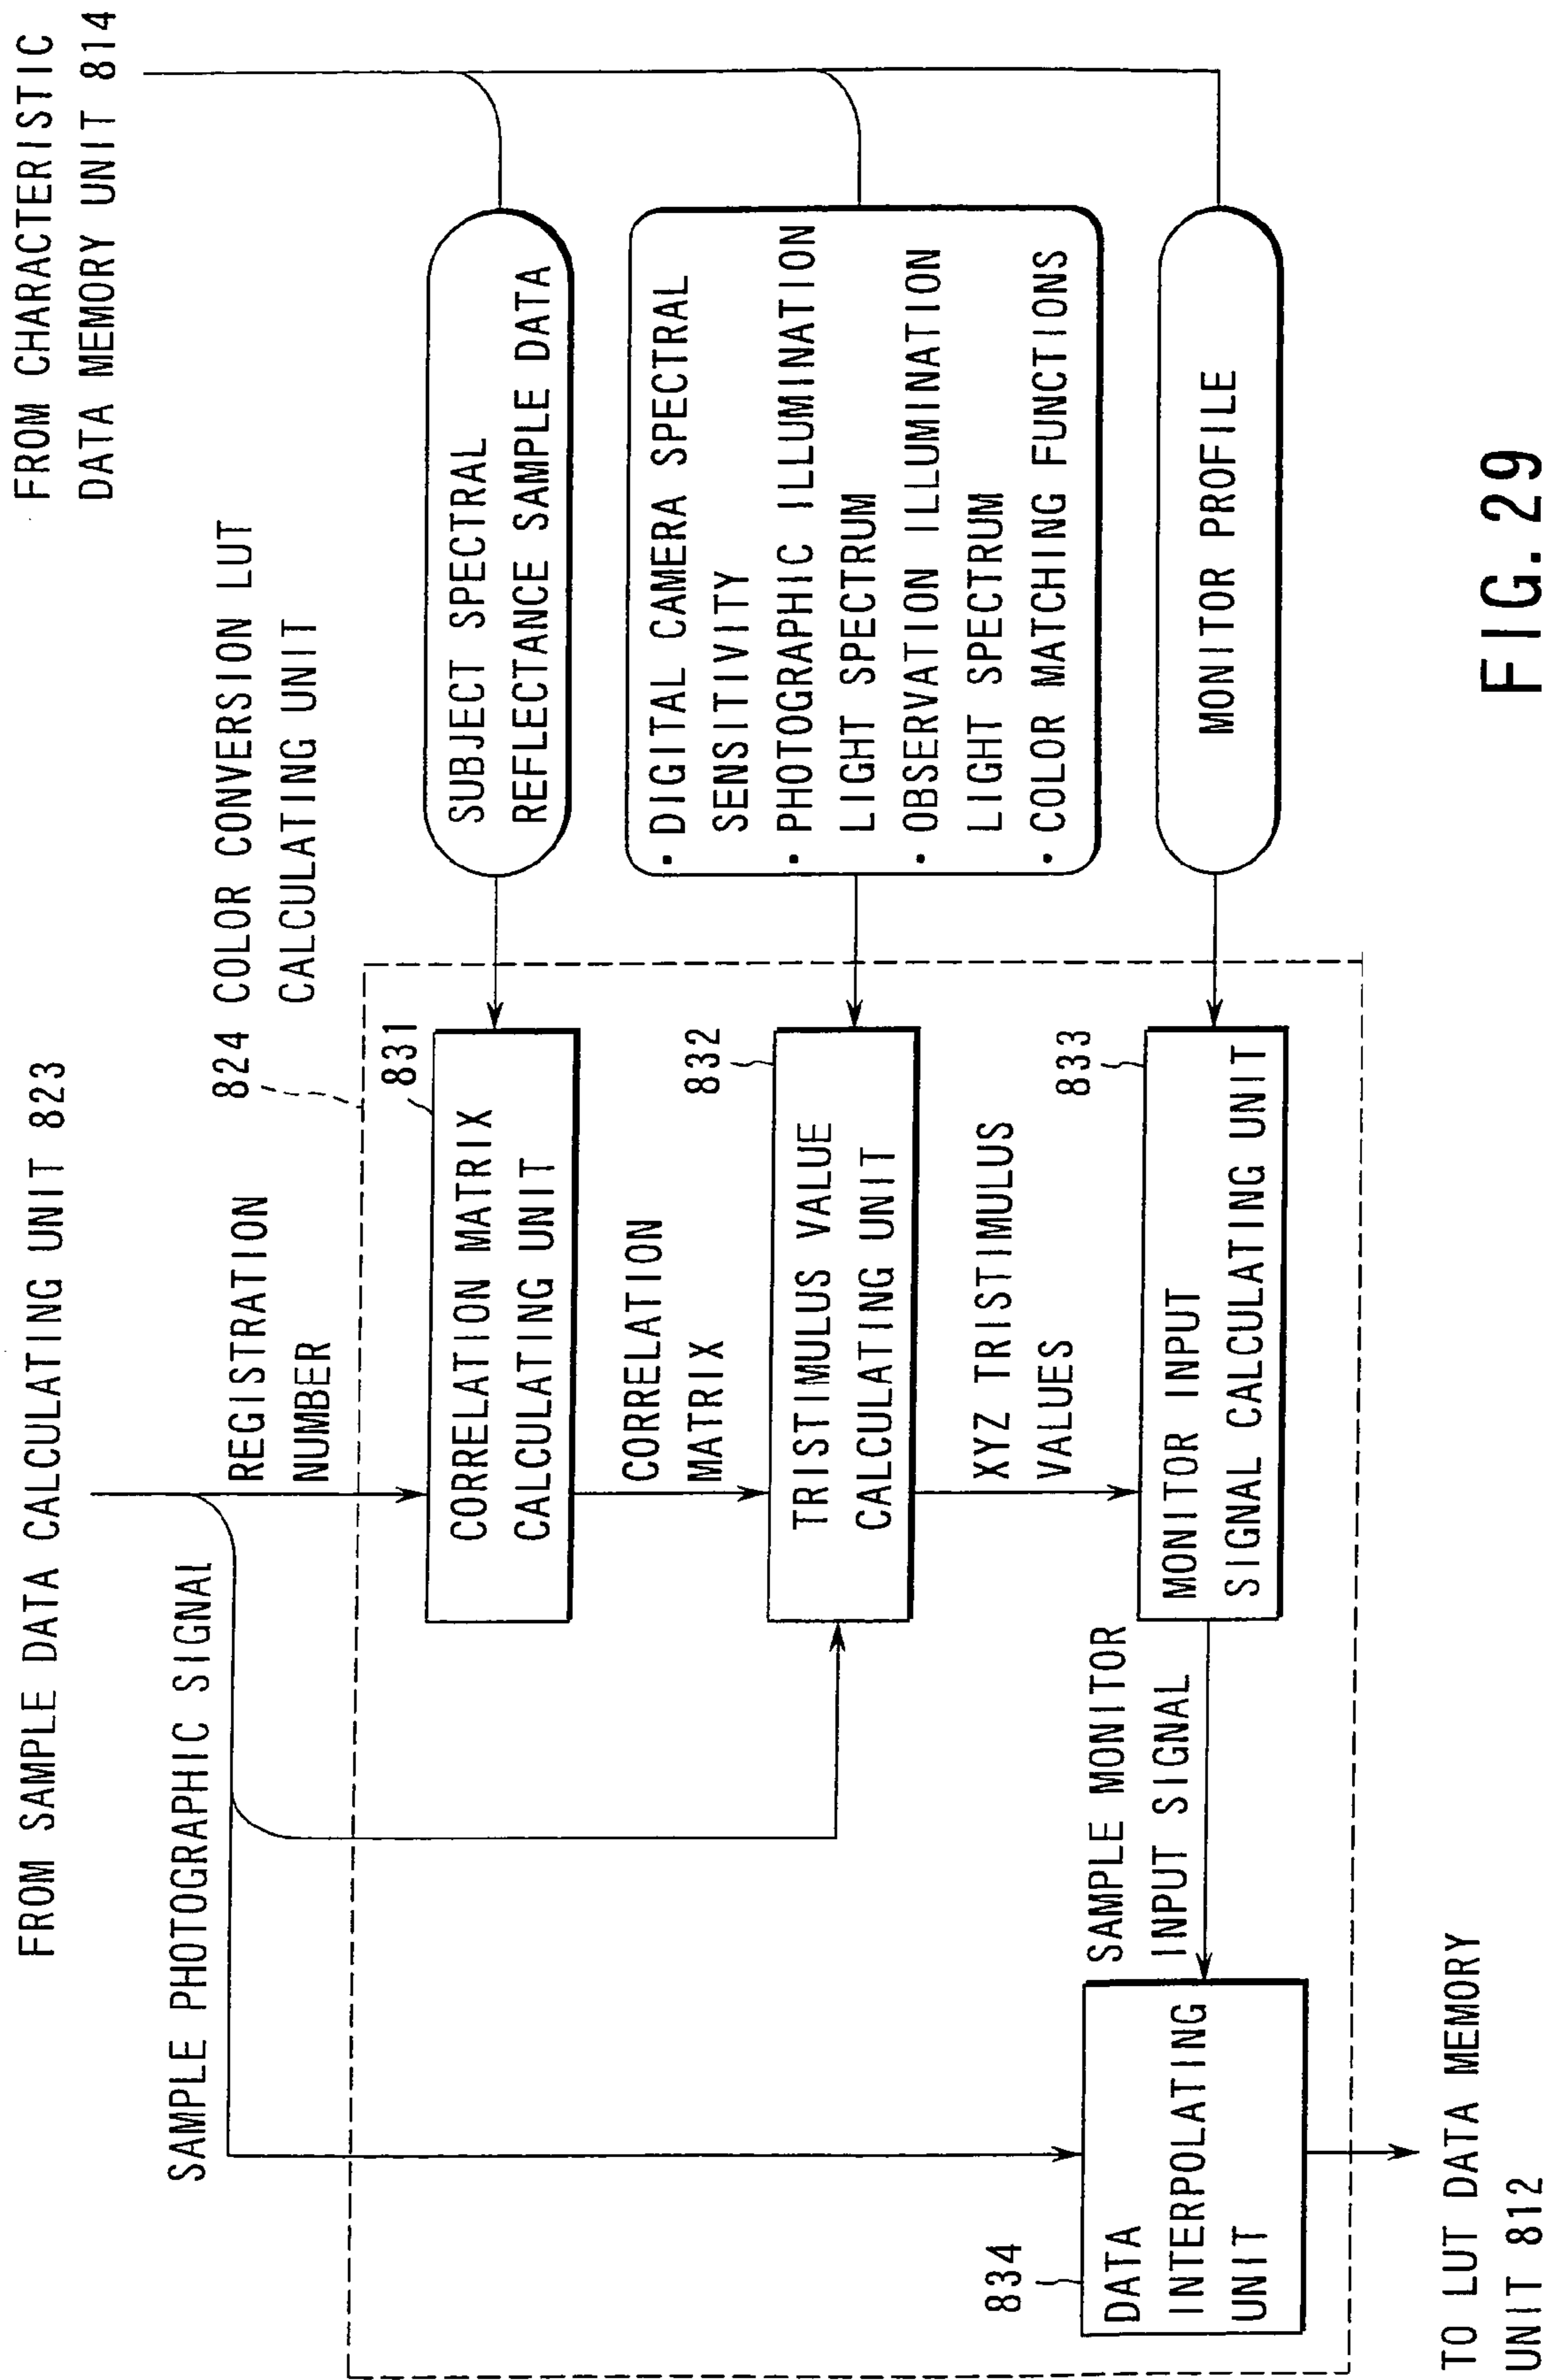 FROM SAMPLE DATA CALCULATING UNIT 823
FROM CHARACTERISTIC
DATA MEMORY UNIT 814
SAMPLE PHOTOGRAPHIC SIGNAL
REGISTRATION
NUMBER
824 COLOR CONVERSION LUT
CALCULATING UNIT
831
CORRELATION MATRIX
CALCULATING UNIT
SUBJECT SPECTRAL
REFLECTANCE SAMPLE DATA
CORRELATION
MATRIX
832
TRISTIMULUS VALUE
CALCULATING UNIT
• DIGITAL CAMERA SPECTRAL
SENSITIVITY
• PHOTOGRAPHIC ILLUMINATION
LIGHT SPECTRUM
• OBSERVATION ILLUMINATION
LIGHT SPECTRUM
• COLOR MATCHING FUNCTIONS
XYZ TRISTIMULUS
VALUES
833
MONITOR INPUT
SIGNAL CALCULATING UNIT
MONITOR PROFILE
SAMPLE MONITOR
INPUT SIGNAL
834
DATA
INTERPOLATING
UNIT
TO LUT DATA MEMORY
UNIT 812
FIG. 29